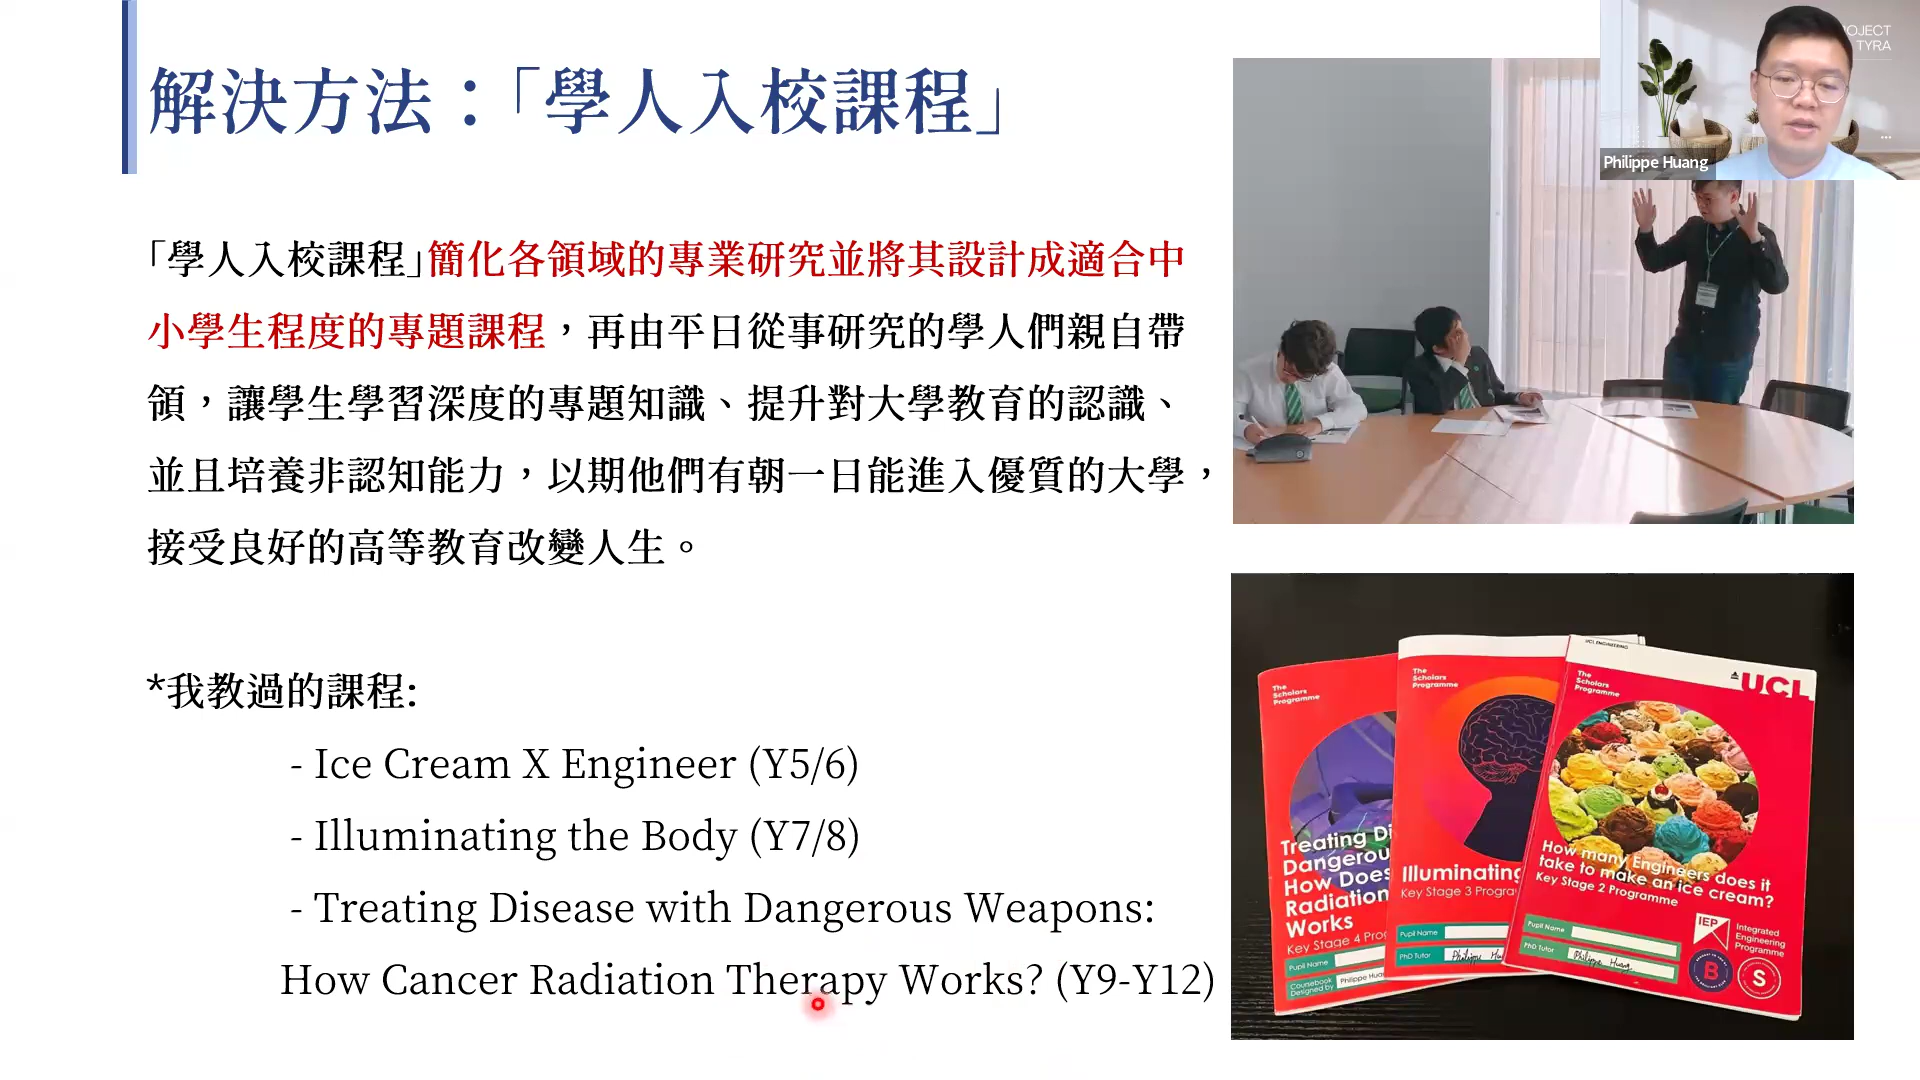 解決方法：「學人入校課程」
「學人入校課程」簡化各領域的專業研究並將其設計成適合中
小學生程度的專題課程，再由平日從事研究的學人們親自帶
領，讓學生學習深度的專題知識、提升對大學教育的認識、
並且培養非認知能力，以期他們有朝一日能進入優質的大學，
接受良好的高等教育改變人生。
*我教過的課程:
- Ice Cream X Engineer (Y5/6)
- Illuminating the Body (Y7/8)
- Treating Disease with Dangerous Weapons:
How Cancer Radiation Therapy Works? (Y9-Y12)
OJECT
TYRA
Philippe Huang
The
Scholars
Programme
Treating Di
Dangerou
How Does
Radiation
Works
Key Stage 4 Pro
Pupil Name
Coursebook
Designed by
Philippe Hua
The
Scholars
Programme
Illuminating
Key Stage 3 Progra
Pupil Name
PhD Tutor
Philippe Hu
UCL ENGINEERING
The
Scholars
Programme
UCL
How many Engineers does it
take to make an ice cream?
Key Stage 2 Programme
Pupil Name
PhD Tutor
Philippe Huang
IEP
Integrated
Engineering
Programme
B
S